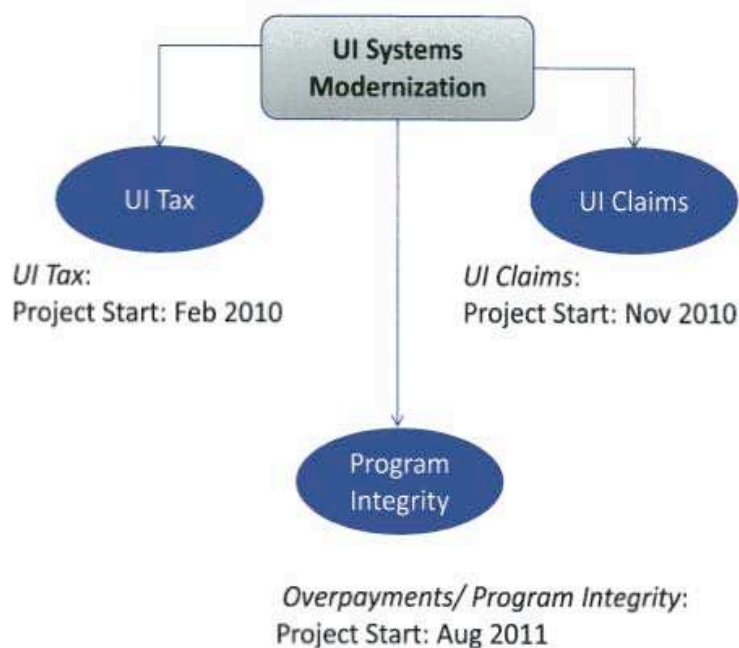 UI Systems
Modernization
UI Tax
UI Claims
UI Tax:
Project Start: Feb 2010
UI Claims:
Project Start: Nov 2010
Program
Integrity
Overpayments/ Program Integrity:
Project Start: Aug 2011